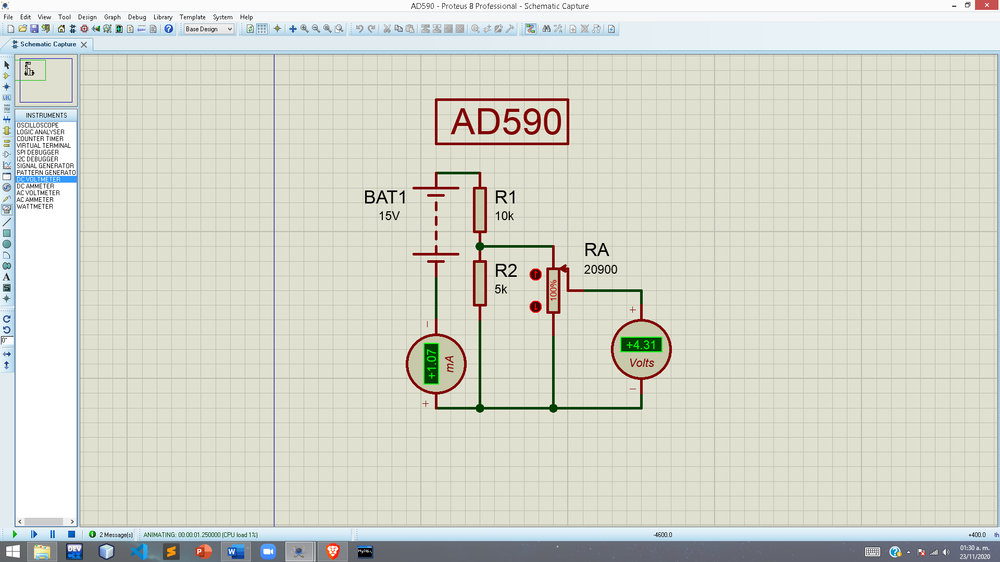 AD590 - Proteus 8 Professional - Schematic Capture
File Edit View Tool Design Graph Debug Library Template System Help
Base Design
Schematic Capture
INSTRUMENTS
OSCILLOSCOPE
LOGIC ANALYSER
COUNTER TIMER
VIRTUAL TERMINAL
SPI DEBUGGER
I2C DEBUGGER
SIGNAL GENERATOR
PATTERN GENERATO
DC VOLTMETER
DC AMMETER
AC VOLTMETER
AC AMMETER
WATTMETER
LBL
A
S
0°
AD590
BAT1
15V
R1
10k
R2
5k
RA
20900
100%
+1.07
mA
+4.31
Volts
2 Message(s)
ANIMATING: 00:00:01.250000 (CPU load 1%)
-4600.0
+400.0
th
DEV
C++
MySQL
01:30 a. m.
23/11/2020